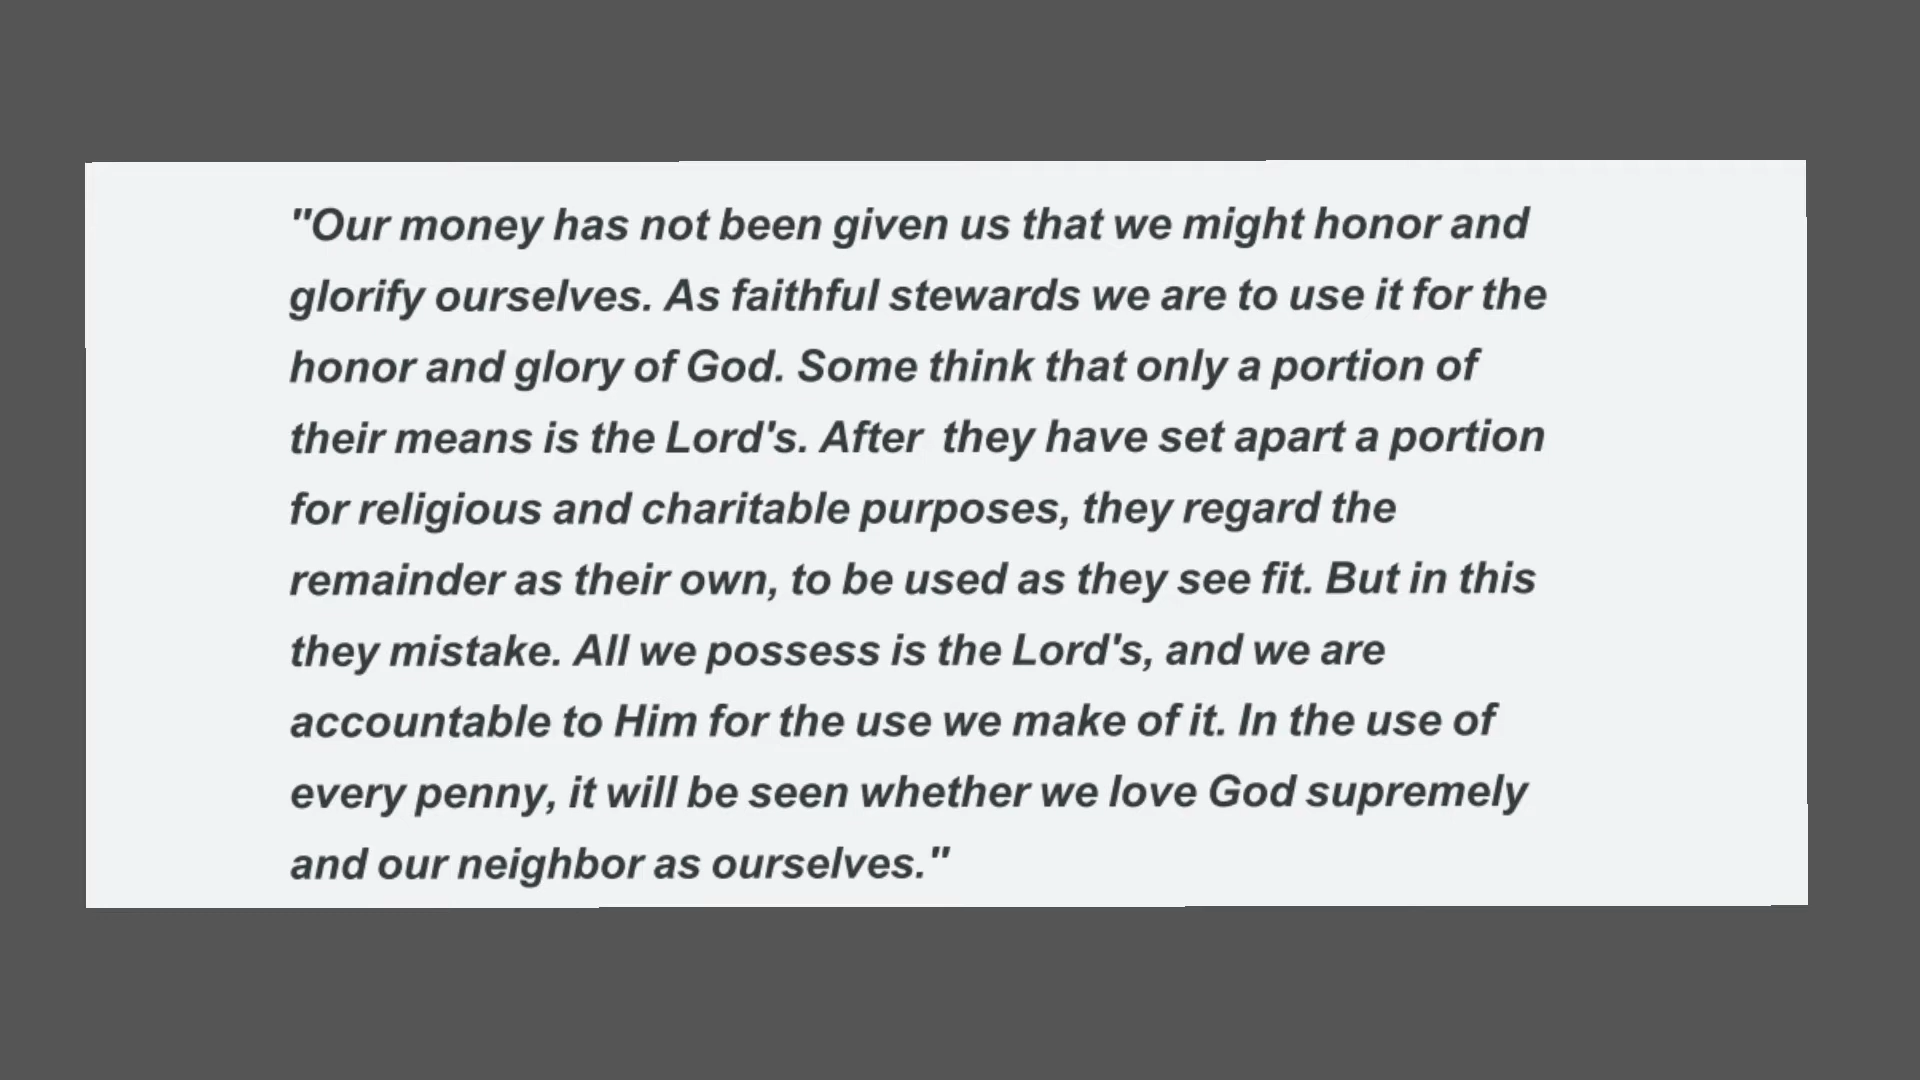 "Our money has not been given us that we might honor and
glorify ourselves. As faithful stewards we are to use it for the
honor and glory of God. Some think that only a portion of
their means is the Lord's. After  they have set apart a portion
for religious and charitable purposes, they regard the
remainder as their own, to be used as they see fit. But in this
they mistake. All we possess is the Lord's, and we are
accountable to Him for the use we make of it. In the use of
every penny, it will be seen whether we love God supremely
and our neighbor as ourselves."